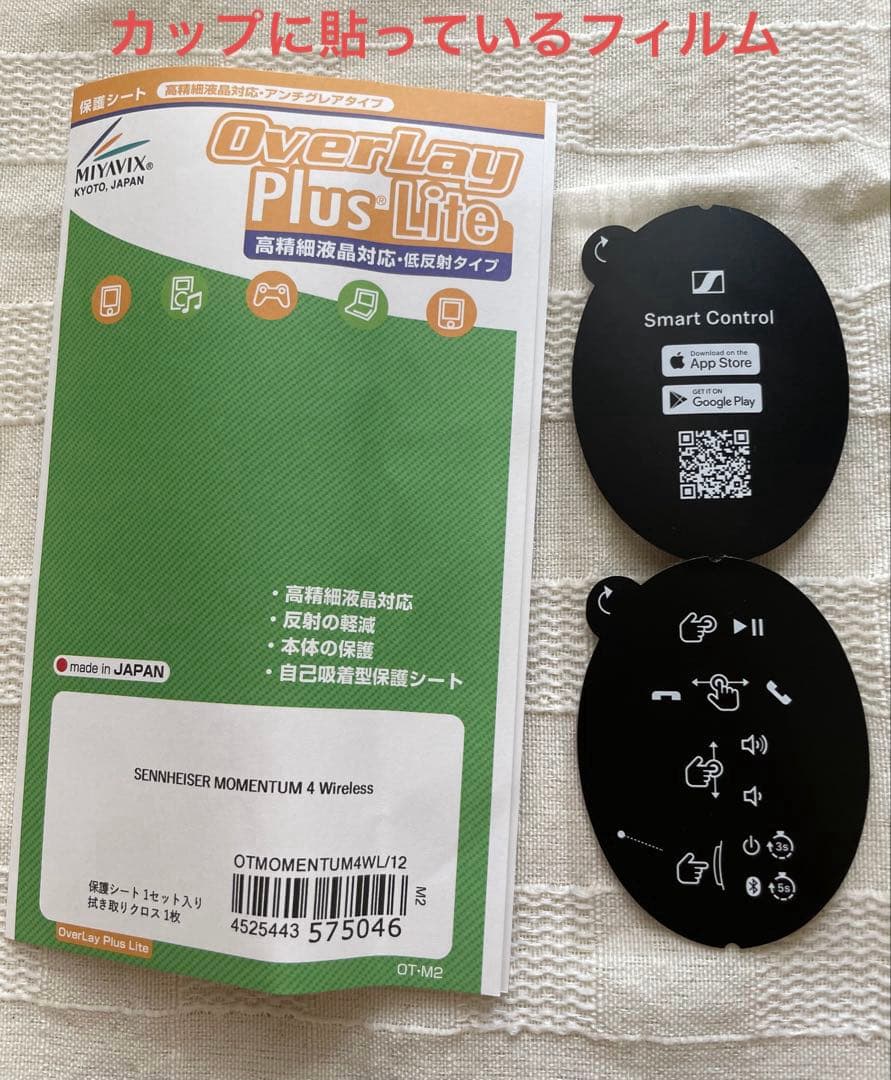 カップに貼っているフィルム
保護シート 高精細液晶対応・アンチグレアタイプ
MIYAVIX®
KYOTO, JAPAN
OverLay
Plus® Lite
高精細液晶対応・低反射タイプ
・高精細液晶対応
・反射の軽減
・本体の保護
・自己吸着型保護シート
made in JAPAN
SENNHEISER MOMENTUM 4 Wireless
OTMOMENTUM4WL/12
保護シート 1セット入り
拭き取りクロス 1枚
M2
4525443 575046
OverLay Plus Lite
OT-M2
Smart Control
Download on the
App Store
GET IT ON
Google Play
3s
5s